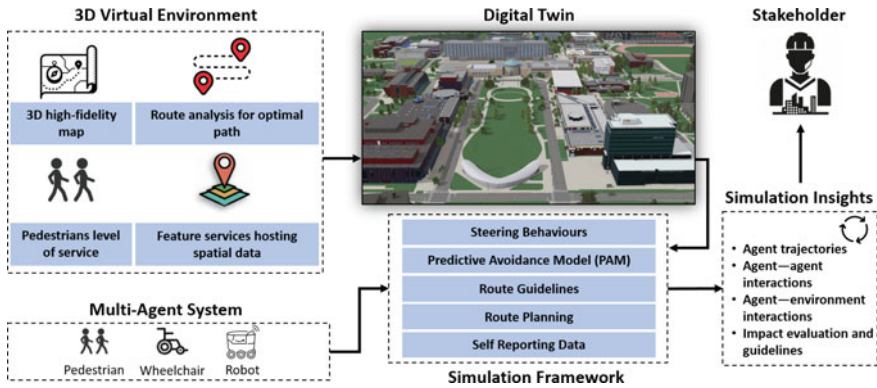 3D Virtual Environment
3D high-fidelity
map
Route analysis for optimal
path
Pedestrians level
of service
Feature services hosting
spatial data
Digital Twin
Stakeholder
Multi-Agent System
Pedestrian
Wheelchair
Robot
Steering Behaviours
Predictive Avoidance Model (PAM)
Route Guidelines
Route Planning
Self Reporting Data
Simulation Framework
Simulation Insights
• Agent trajectories
• Agent—agent
interactions
• Agent—environment
interactions
• Impact evaluation and
guidelines